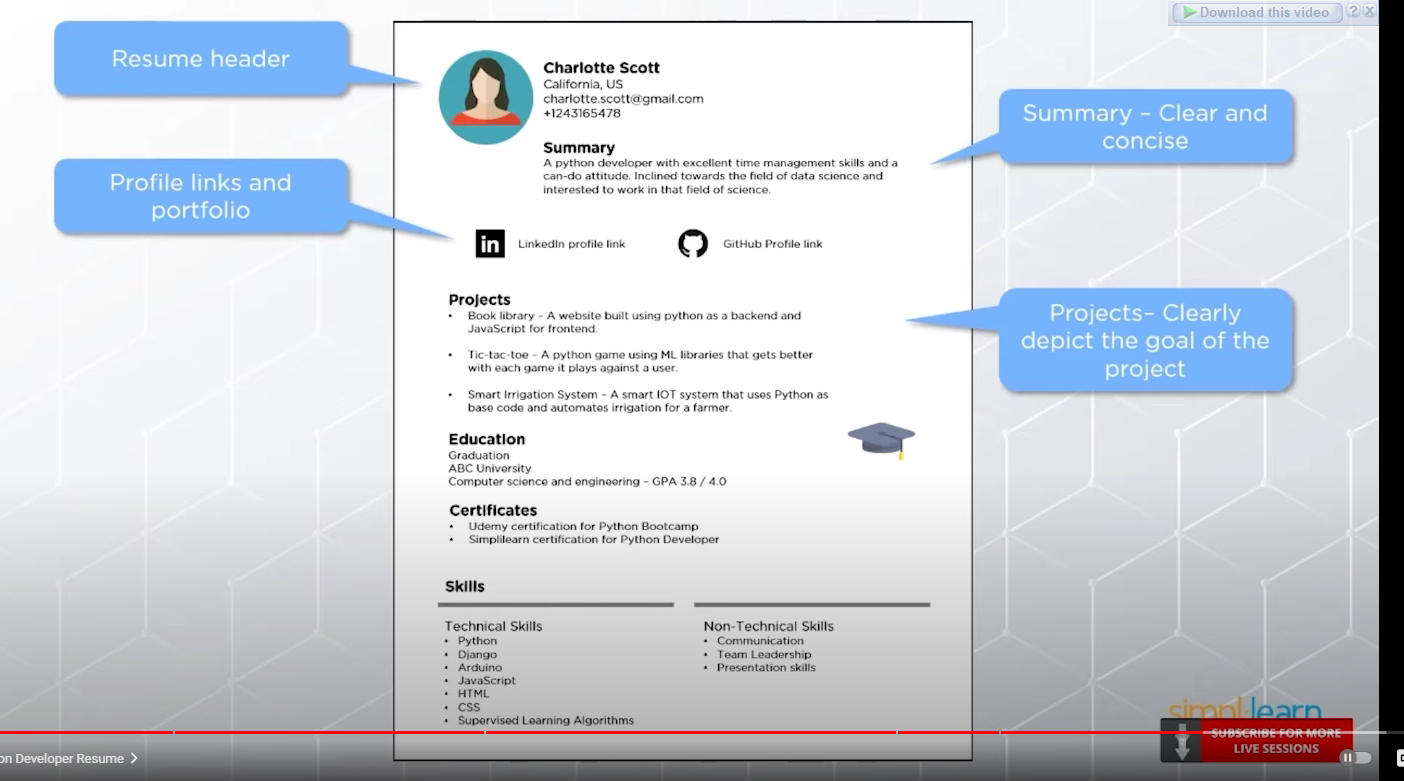 Download this video
?
X
Resume header
Profile links and
portfolio
Charlotte Scott
California, US
charlotte.scott@gmail.com
+1243165478
Summary
A python developer with excellent time management skills and a
can-do attitude. Inclined towards the field of data science and
interested to work in that field of science.
Summary – Clear and
concise
in
LinkedIn profile link
GitHub Profile link
Projects
• Book library – A website built using python as a backend and
JavaScript for frontend.
• Tic-tac-toe – A python game using ML libraries that gets better
with each game it plays against a user.
• Smart Irrigation System – A smart IOT system that uses Python as
base code and automates irrigation for a farmer.
Projects– Clearly
depict the goal of the
project
Education
Graduation
ABC University
Computer science and engineering – GPA 3.8 / 4.0
Certificates
• Udemy certification for Python Bootcamp
• Simplilearn certification for Python Developer
Skills
Technical Skills
• Python
• Django
• Arduino
• JavaScript
• HTML
• CSS
• Supervised Learning Algorithms
Non-Technical Skills
• Communication
• Team Leadership
• Presentation skills
simplilearn
SUBSCRIBE FOR MORE
LIVE SESSIONS
on Developer Resume